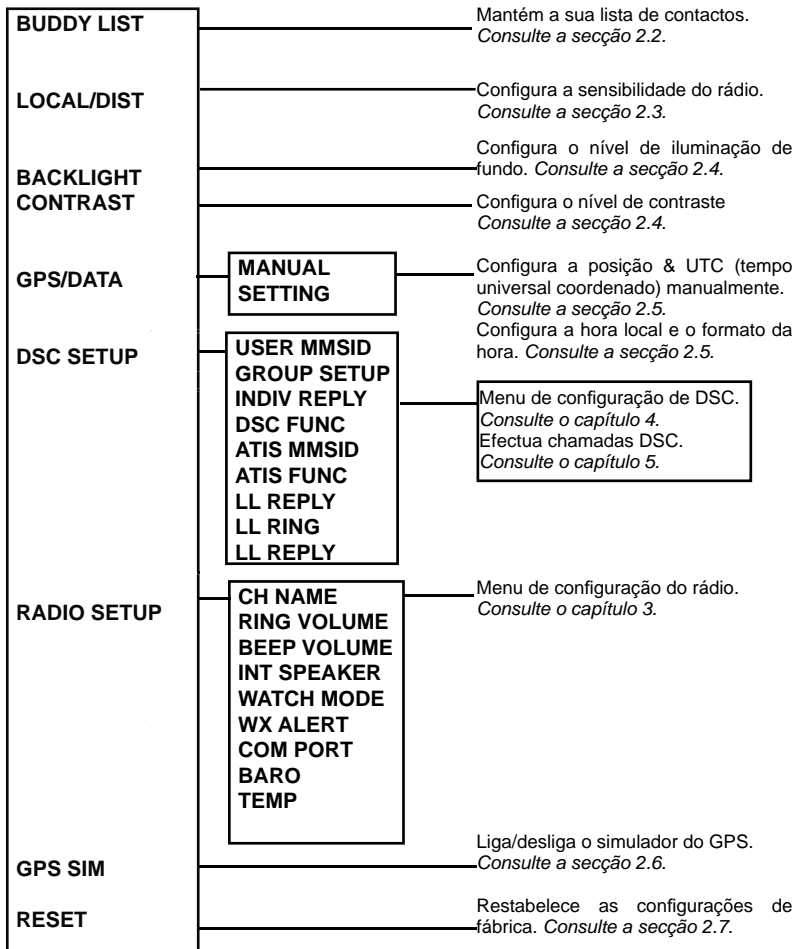 BUDDY LIST
Mantém a sua lista de contactos.
Consulte a secção 2.2.
LOCAL/DIST
Configura a sensibilidade do rádio.
Consulte a secção 2.3.
BACKLIGHT
Configura o nível de iluminação de
fundo. Consulte a secção 2.4.
CONTRAST
Configura o nível de contraste
Consulte a secção 2.4.
GPS/DATA
MANUAL
SETTING
Configura a posição & UTC (tempo
universal coordenado) manualmente.
Consulte a secção 2.5.
Configura a hora local e o formato da
hora. Consulte a secção 2.5.
DSC SETUP
USER MMSID
GROUP SETUP
INDIV REPLY
DSC FUNC
ATIS MMSID
ATIS FUNC
LL REPLY
LL RING
LL REPLY
Menu de configuração de DSC.
Consulte o capítulo 4.
Efectua chamadas DSC.
Consulte o capítulo 5.
RADIO SETUP
CH NAME
RING VOLUME
BEEP VOLUME
INT SPEAKER
WATCH MODE
WX ALERT
COM PORT
BARO
TEMP
Menu de configuração do rádio.
Consulte o capítulo 3.
GPS SIM
Liga/desliga o simulador do GPS.
Consulte a secção 2.6.
RESET
Restabelece as configurações de
fábrica. Consulte a secção 2.7.